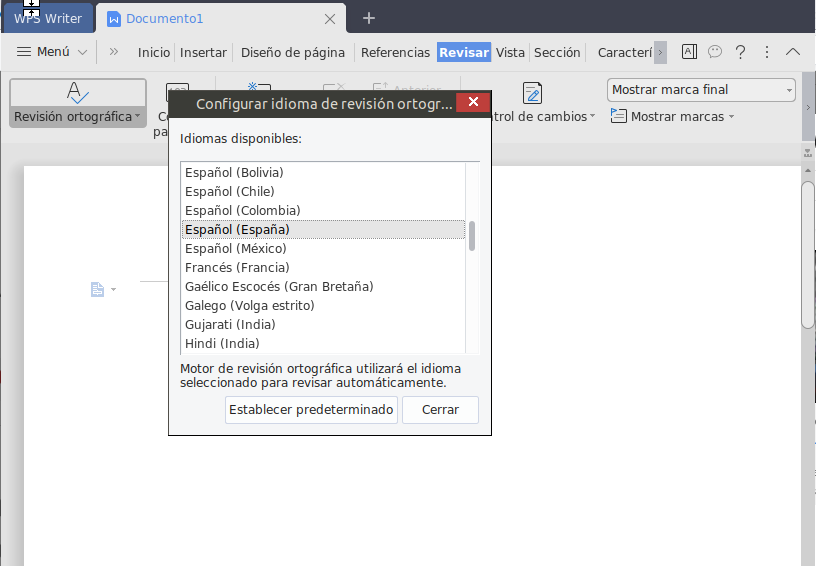 WPS Writer
Documento1
Menú
Inicio
Insertar
Diseño de página
Referencias
Revisar
Vista
Sección
Caracterí
Revisión ortográfica
trol de cambios
Mostrar marca final
Mostrar marcas
Configurar idioma de revisión ortogr...
Idiomas disponibles:
Español (Bolivia)
Español (Chile)
Español (Colombia)
Español (España)
Español (México)
Francés (Francia)
Gaélico Escocés (Gran Bretaña)
Galego (Volga estrito)
Gujarati (India)
Hindi (India)
Motor de revisión ortográfica utilizará el idioma
seleccionado para revisar automáticamente.
Establecer predeterminado
Cerrar